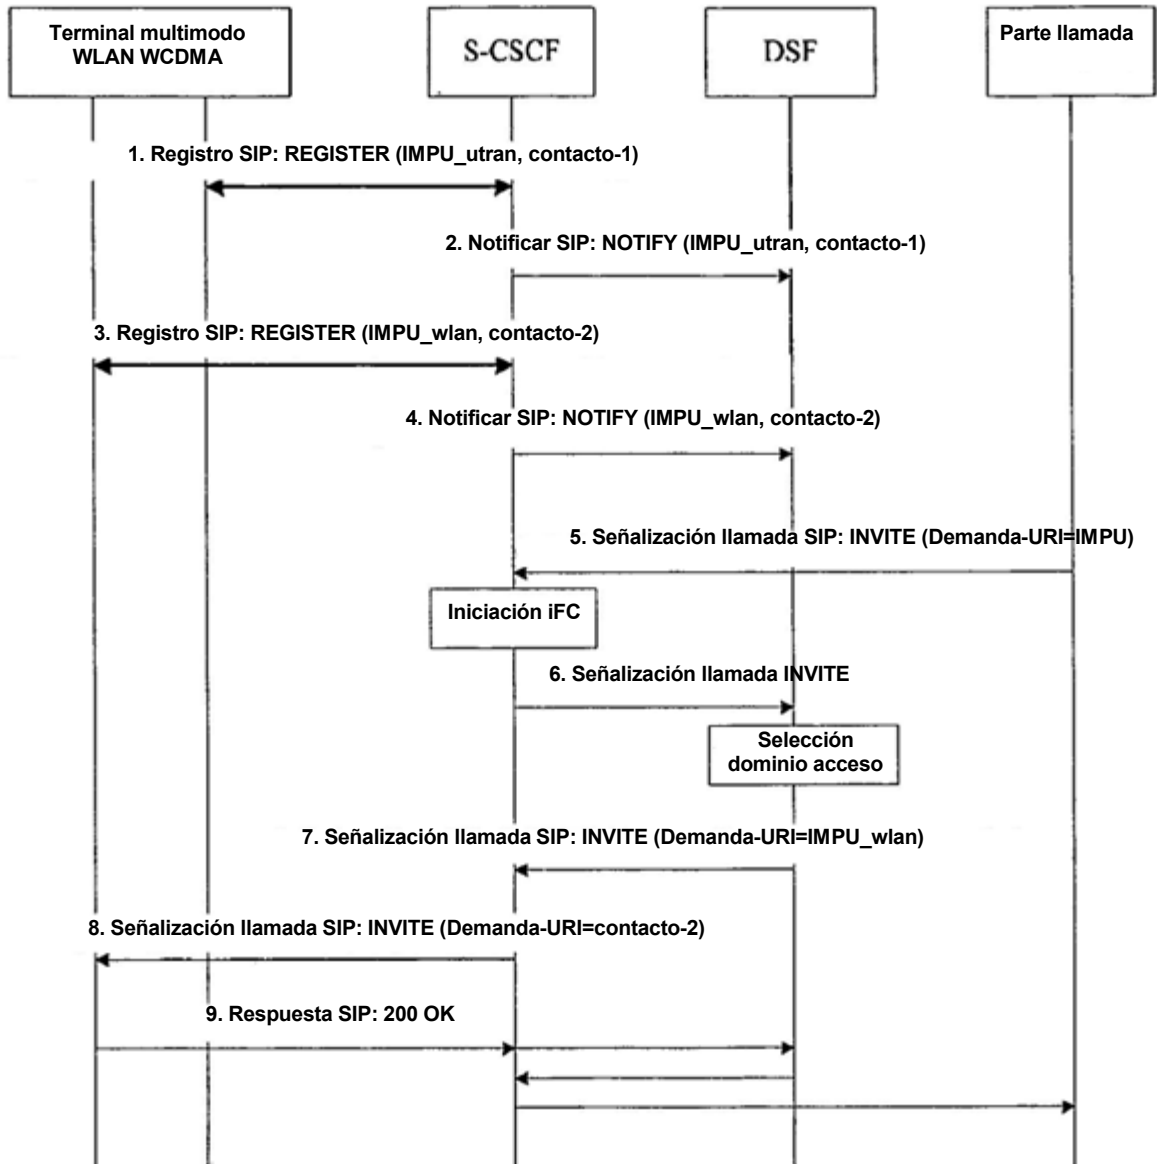 Terminal multimodo
WLAN WCDMA
S-CSCF
DSF
Parte llamada
1. Registro SIP: REGISTER (IMPU_utran, contacto-1)
2. Notificar SIP: NOTIFY (IMPU_utran, contacto-1)
3. Registro SIP: REGISTER (IMPU_wlan, contacto-2)
4. Notificar SIP: NOTIFY (IMPU_wlan, contacto-2)
5. Señalización llamada SIP: INVITE (Demanda-URI=IMPU)
Iniciación iFC
6. Señalización llamada INVITE
Selección
dominio acceso
7. Señalización llamada SIP: INVITE (Demanda-URI=IMPU_wlan)
8. Señalización llamada SIP: INVITE (Demanda-URI=contacto-2)
9. Respuesta SIP: 200 OK